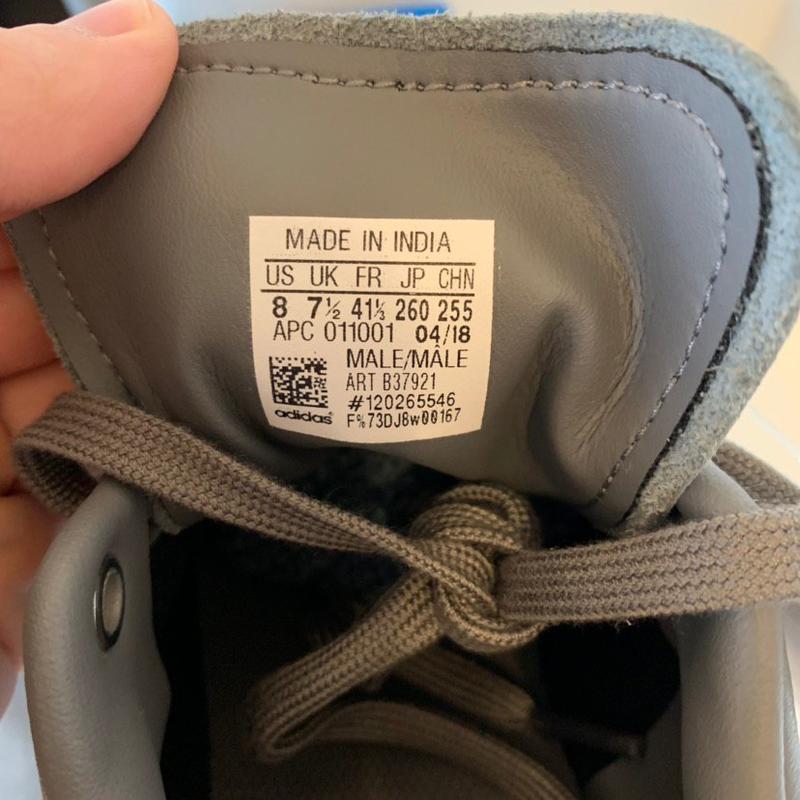 MADE IN INDIA
US UK FR JP CHN
8 7½ 41⅓ 260 255
APC 011001 04/18
MALE/MÂLE
ART B37921
#120265546
adidas F%73DJ8w00167